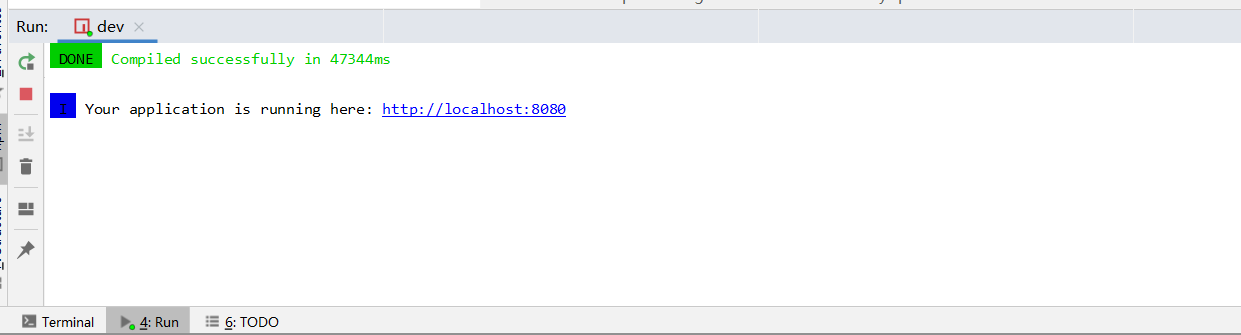 Run: dev
DONE Compiled successfully in 47344ms
I Your application is running here: http://localhost:8080
Terminal 4: Run 6: TODO